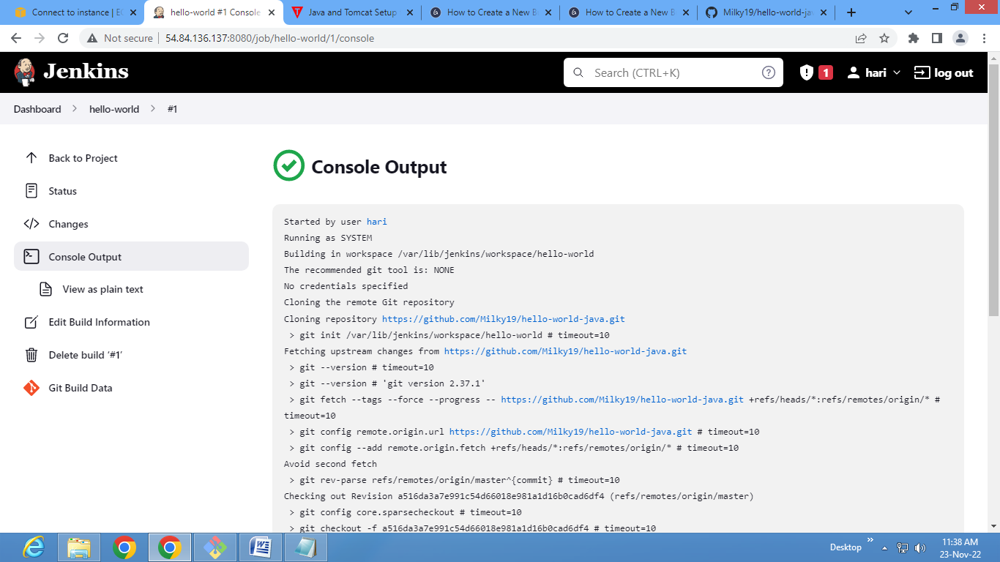 Connect to instance | E
hello-world #1 Console
Java and Tomcat Setup
How to Create a New B
How to Create a New B
Milky19/hello-world-ja
Not secure
54.84.136.137:8080/job/hello-world/1/console
Jenkins
Search (CTRL+K)
1
hari
log out
Dashboard
hello-world
#1
Back to Project
Status
Changes
Console Output
View as plain text
Edit Build Information
Delete build ‘#1’
Git Build Data
Console Output
Started by user hari
Running as SYSTEM
Building in workspace /var/lib/jenkins/workspace/hello-world
The recommended git tool is: NONE
No credentials specified
Cloning the remote Git repository
Cloning repository https://github.com/Milky19/hello-world-java.git
> git init /var/lib/jenkins/workspace/hello-world # timeout=10
Fetching upstream changes from https://github.com/Milky19/hello-world-java.git
> git --version # timeout=10
> git --version # 'git version 2.37.1'
> git fetch --tags --force --progress -- https://github.com/Milky19/hello-world-java.git +refs/heads/*:refs/remotes/origin/* #
timeout=10
> git config remote.origin.url https://github.com/Milky19/hello-world-java.git # timeout=10
> git config --add remote.origin.fetch +refs/heads/*:refs/remotes/origin/* # timeout=10
Avoid second fetch
> git rev-parse refs/remotes/origin/master^{commit} # timeout=10
Checking out Revision a516da3a7e991c54d66018e981a1d16b0cad6df4 (refs/remotes/origin/master)
> git config core.sparsecheckout # timeout=10
> git checkout -f a516da3a7e991c54d66018e981a1d16b0cad6df4 # timeout=10
Desktop
11:38 AM
23-Nov-22